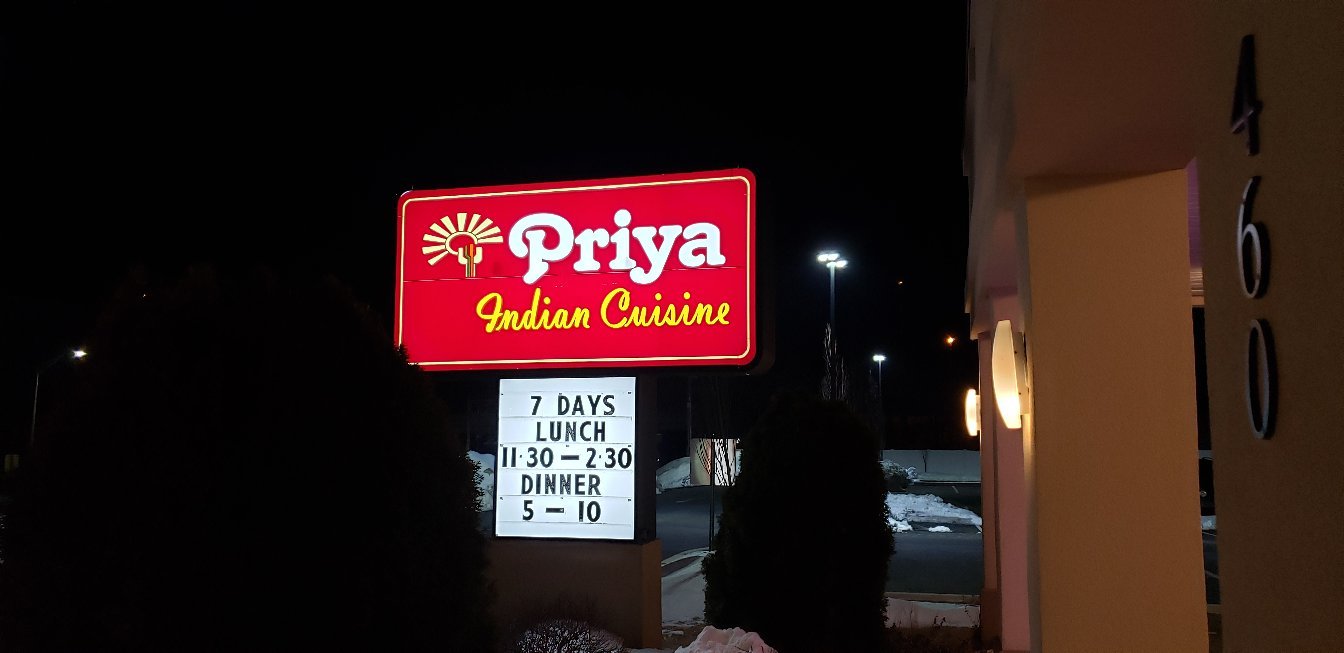 Priya
Indian Cuisine
7 DAYS
LUNCH
11·30 — 2·30
DINNER
5 — 10
460